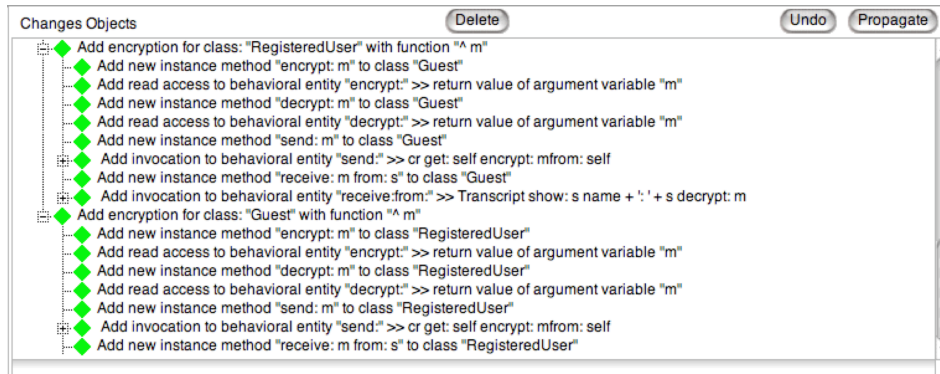 Changes Objects Delete Undo Propagate
Add encryption for class: "RegisteredUser" with function "^ m"
Add new instance method "encrypt: m" to class "Guest"
Add read access to behavioral entity "encrypt:" >> return value of argument variable "m"
Add new instance method "decrypt: m" to class "Guest"
Add read access to behavioral entity "decrypt:" >> return value of argument variable "m"
Add new instance method "send: m" to class "Guest"
Add invocation to behavioral entity "send:" >> cr get: self encrypt: mfrom: self
Add new instance method "receive: m from: s" to class "Guest"
Add invocation to behavioral entity "receive:from:" >> Transcript show: s name + ': ' + s decrypt: m
Add encryption for class: "Guest" with function "^ m"
Add new instance method "encrypt: m" to class "RegisteredUser"
Add read access to behavioral entity "encrypt:" >> return value of argument variable "m"
Add new instance method "decrypt: m" to class "RegisteredUser"
Add read access to behavioral entity "decrypt:" >> return value of argument variable "m"
Add new instance method "send: m" to class "RegisteredUser"
Add invocation to behavioral entity "send:" >> cr get: self encrypt: mfrom: self
Add new instance method "receive: m from: s" to class "RegisteredUser"